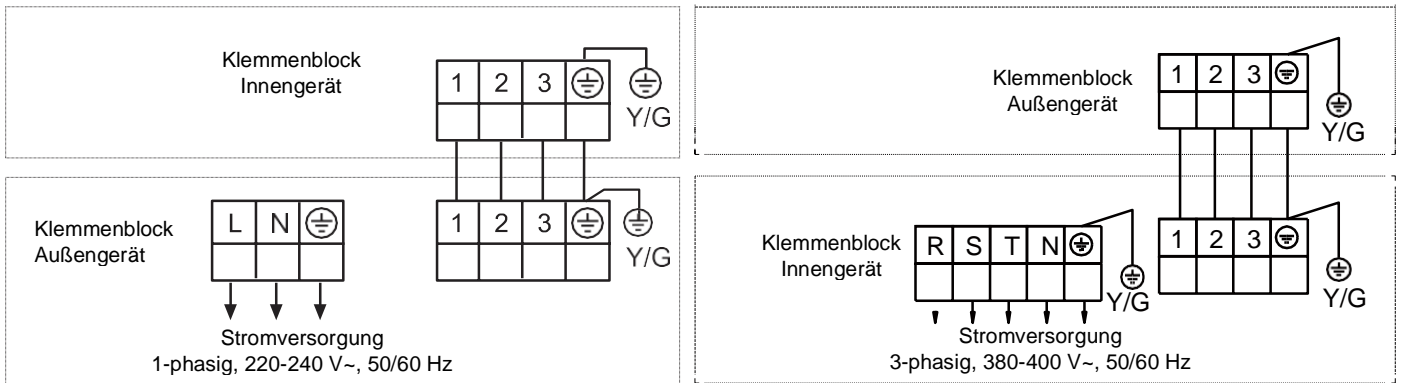 Klemmenblock
Innengerät
1 2 3
Y/G
Klemmenblock
Außengerät
L N
1 2 3
Y/G
Stromversorgung
1-phasig, 220-240 V~, 50/60 Hz
Klemmenblock
Außengerät
1 2 3
Y/G
Klemmenblock
Innengerät
R S T N
Y/G
1 2 3
Y/G
Stromversorgung
3-phasig, 380-400 V~, 50/60 Hz